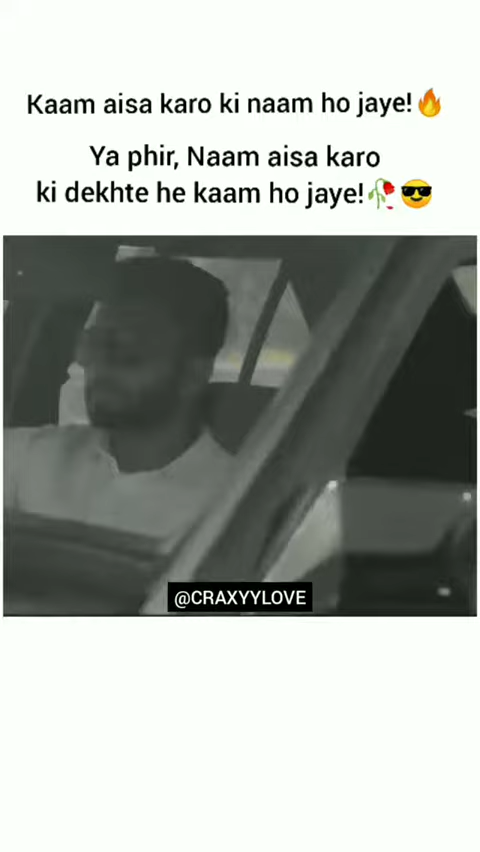 Kaam aisa karo ki naam ho jaye!🔥
Ya phir, Naam aisa karo
ki dekhte he kaam ho jaye!🥀😎
@CRAXYYLOVE